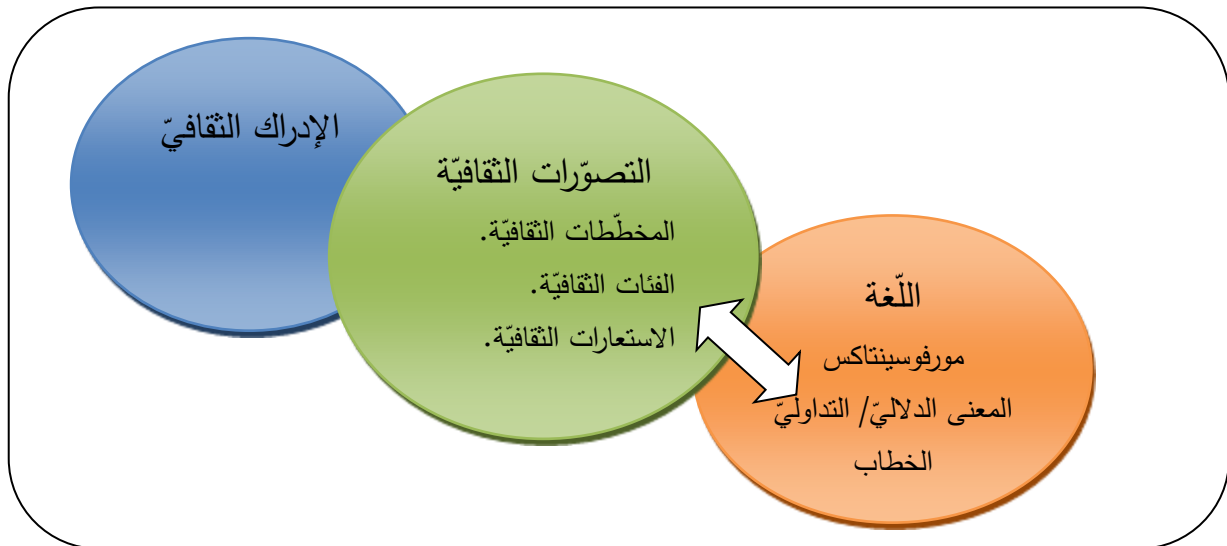 الإدراك الثقافيّ
التصوّرات الثقافيّة
المخطّطات الثقافيّة.
الفئات الثقافيّة.
الاستعارات الثقافيّة.
اللّغة
مورفوسينتاكس
المعنى الدلاليّ/ التداوليّ
الخطاب